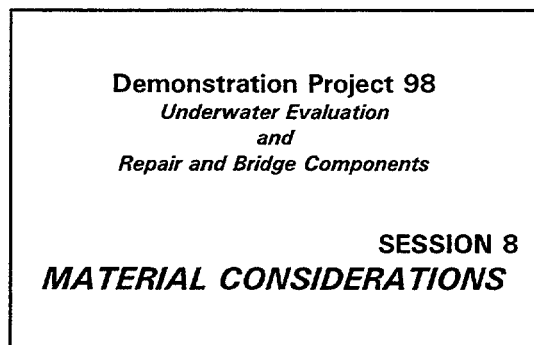 Demonstration Project 98
Underwater Evaluation
and
Repair and Bridge Components
SESSION 8
MATERIAL CONSIDERATIONS